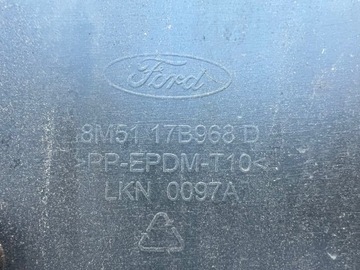 Ford
8M51 17B968 D
>PP-EPDM-T10<
LKN 0097A